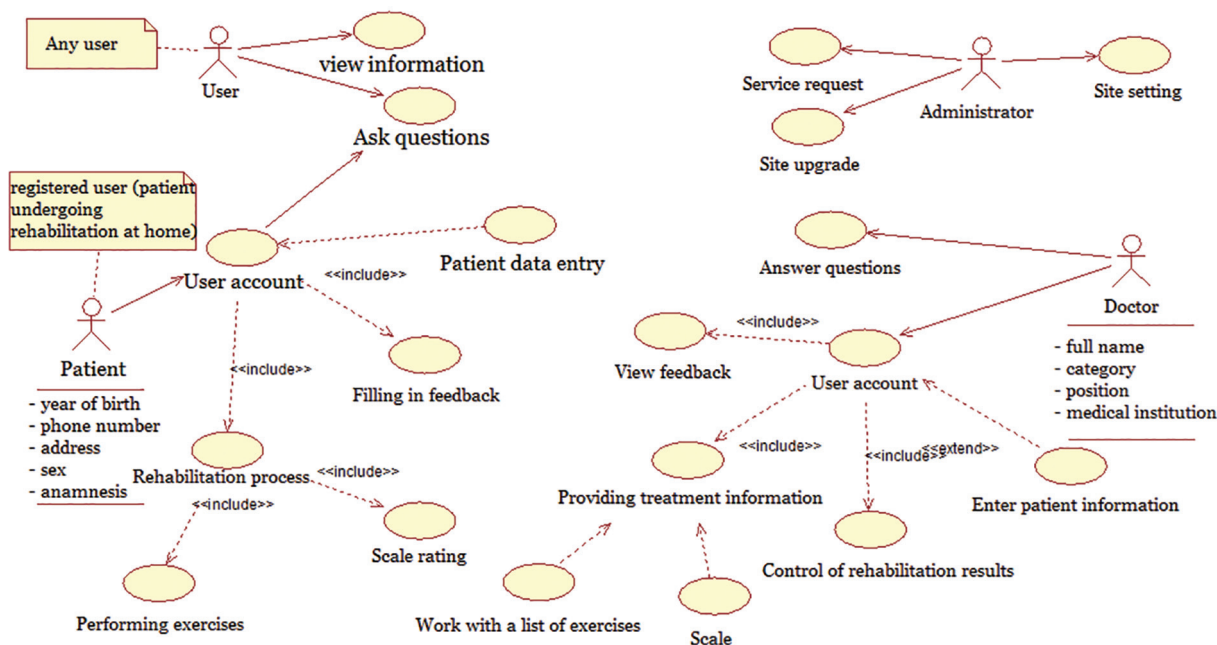 Any user
User
view information
Ask questions
Service request
Administrator
Site setting
Site upgrade
registered user (patient
undergoing
rehabilitation at home)
User account
<<include>>
Patient data entry
Patient
- year of birth
- phone number
- address
- sex
- anamnesis
<<include>>
Filling in feedback
Rehabilitation process
<<include>>
<<include>>
Scale rating
Performing exercises
Answer questions
Doctor
- full name
- category
- position
- medical institution
<<include>>
View feedback
User account
<<include>>
<<include>>
<<extend>>
Providing treatment information
Enter patient information
Control of rehabilitation results
Work with a list of exercises
Scale